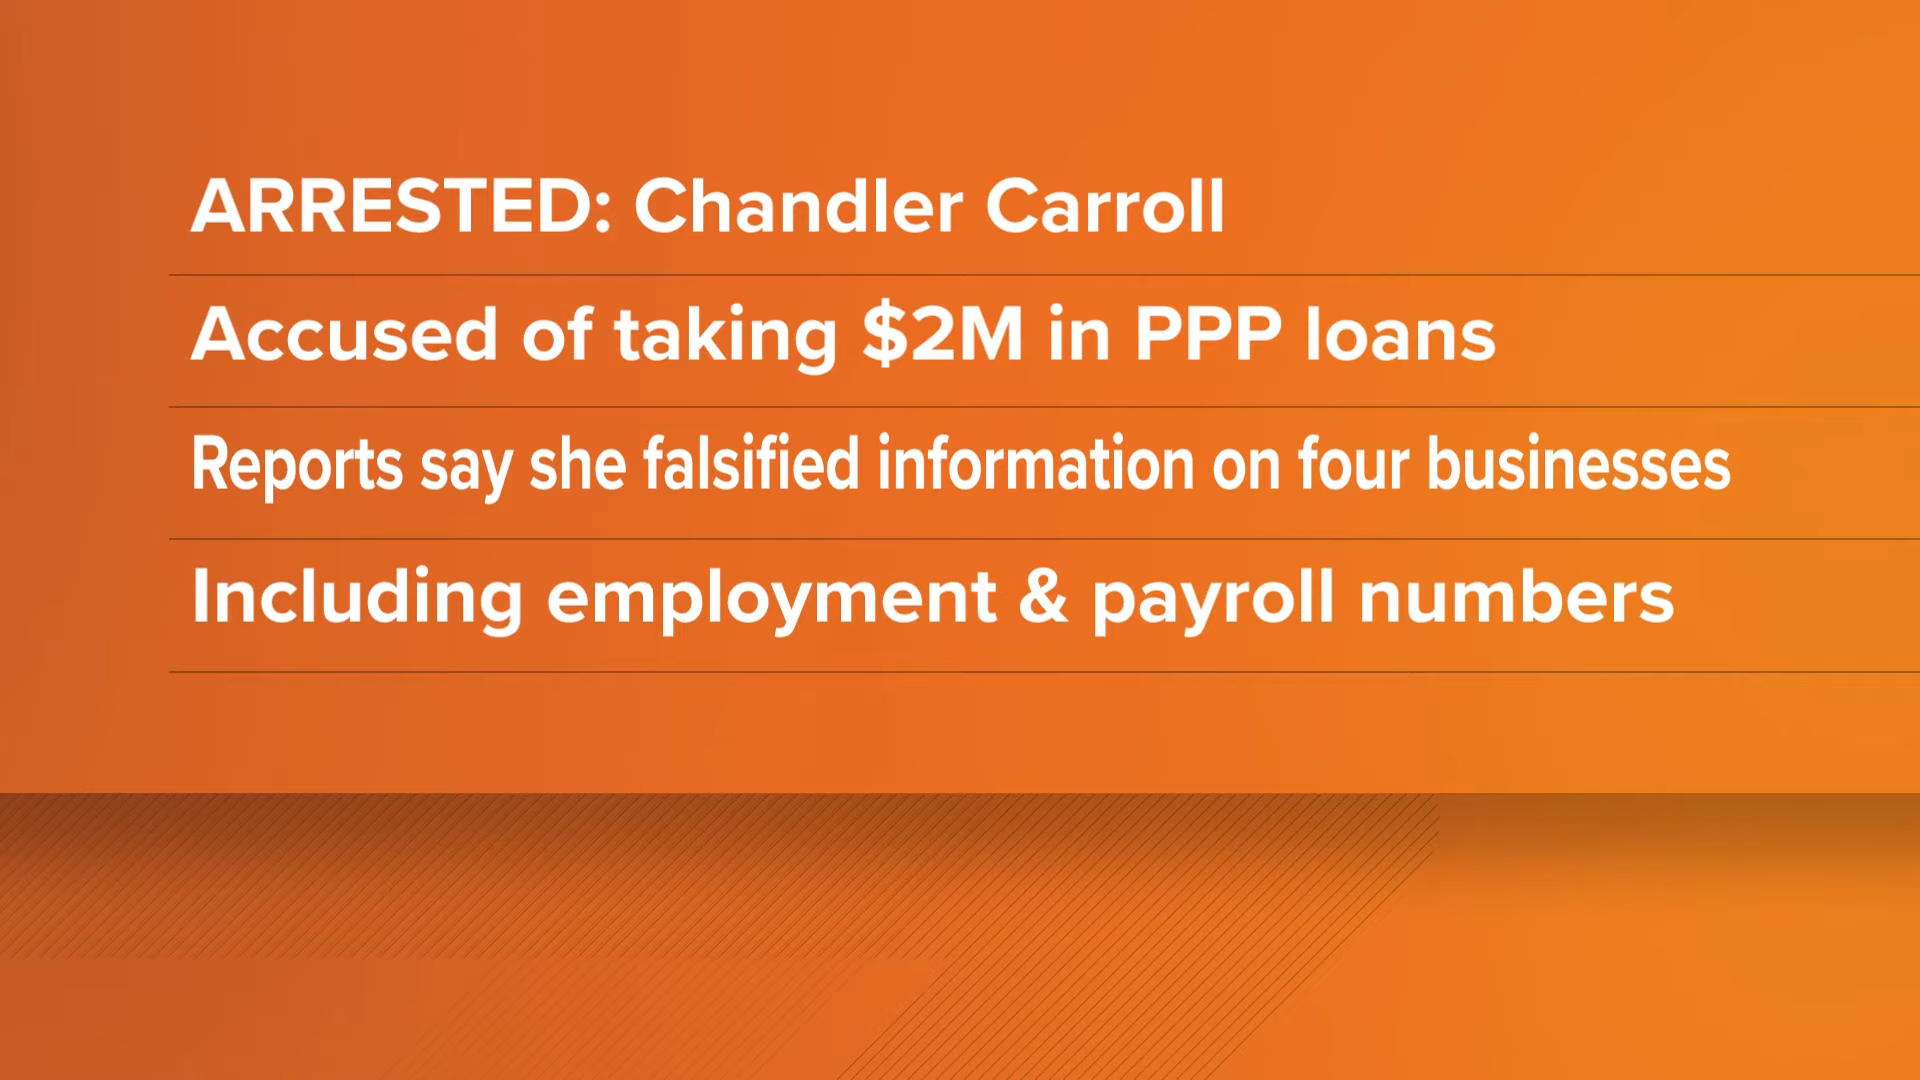 ARRESTED: Chandler Carroll
Accused of taking $2M in PPP loans
Reports say she falsified information on four businesses
Including employment & payroll numbers